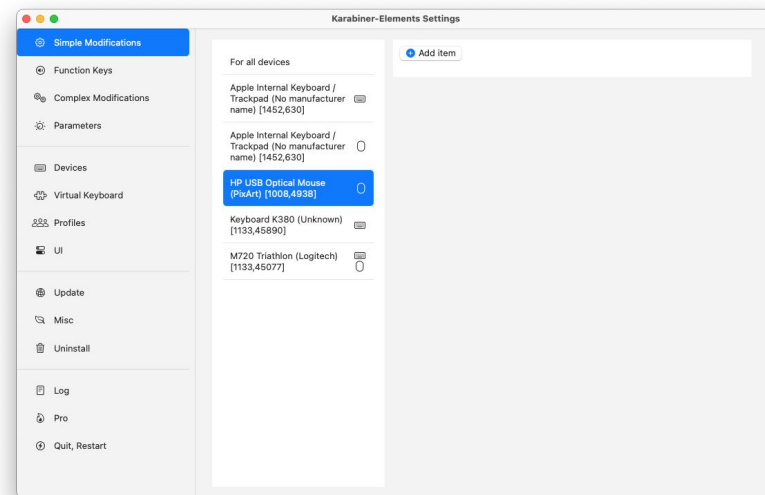 Karabiner-Elements Settings
Simple Modifications
Function Keys
Complex Modifications
Parameters
Devices
Virtual Keyboard
Profiles
UI
Update
Misc
Uninstall
Log
Pro
Quit, Restart
For all devices
Apple Internal Keyboard /
Trackpad (No manufacturer
name) [1452,630]
Apple Internal Keyboard /
Trackpad (No manufacturer
name) [1452,630]
HP USB Optical Mouse
(PixArt) [1008,4938]
Keyboard K380 (Unknown)
[1133,45890]
M720 Triathlon (Logitech)
[1133,45077]
Add item